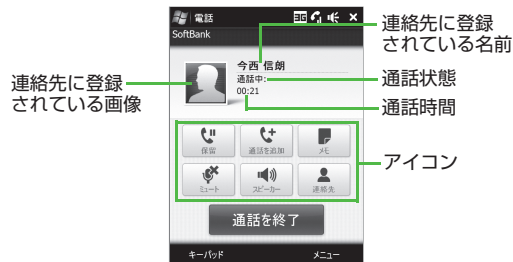 電話
SoftBank
今西 信朗
通話中:
00:21
保留
通話を追加
メモ
ミュート
スピーカー
連絡先
通話を終了
キーパッド
メニュー
連絡先に登録
されている画像
連絡先に登録
されている名前
通話状態
通話時間
アイコン